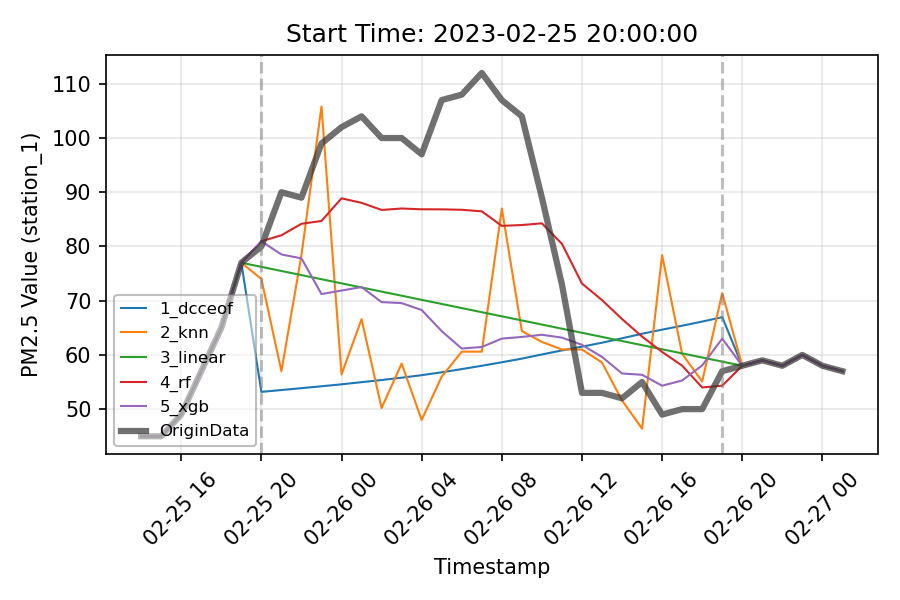 Start Time: 2023-02-25 20:00:00
PM2.5 Value (station_1)
110
100
90
80
70
60
50
1_dcceof
2_knn
3_linear
4_rf
5_xgb
OriginData
02-25 16
02-25 20
02-26 00
02-26 04
02-26 08
02-26 12
02-26 16
02-26 20
02-27 00
Timestamp